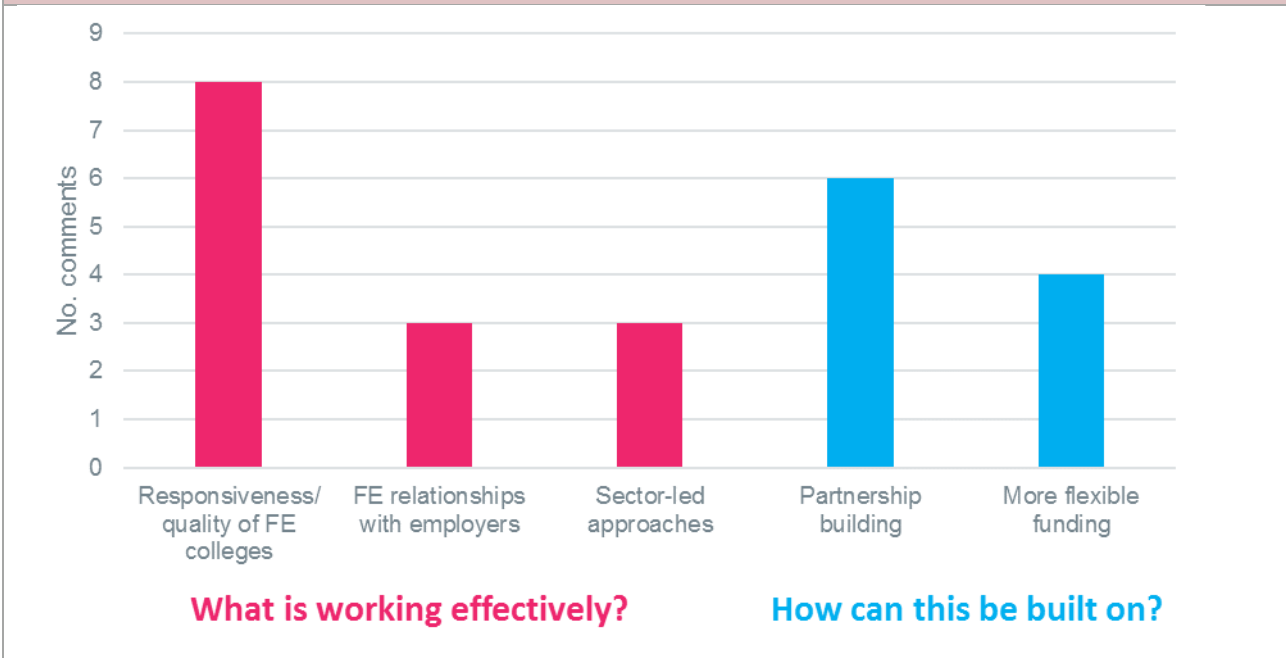 9
8
7
6
5
4
3
2
1
0
No. comments
Responsiveness/
quality of FE
colleges
FE relationships
with employers
Sector-led
approaches
Partnership
building
More flexible
funding
What is working effectively?
How can this be built on?